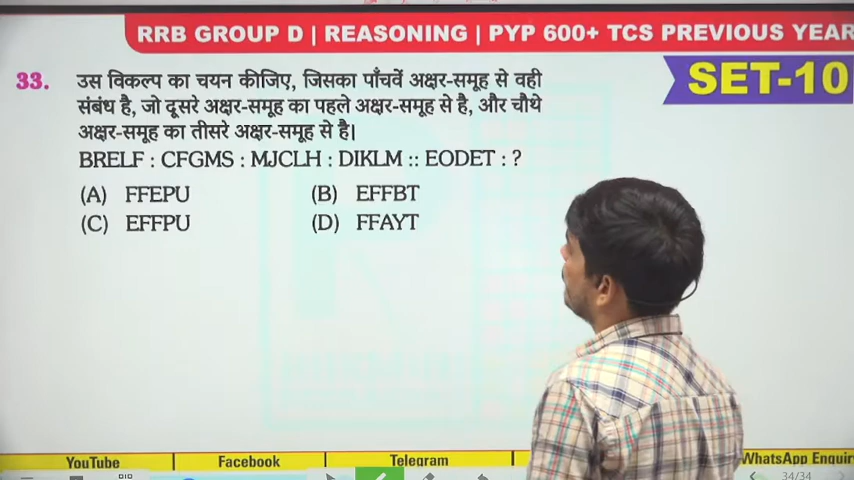 RRB GROUP D | REASONING | PYP 600+ TCS PREVIOUS YEAR
SET-10
33. उस विकल्प का चयन कीजिए, जिसका पाँचवें अक्षर-समूह से वही
संबंध है, जो दूसरे अक्षर-समूह का पहले अक्षर-समूह से है, और चौथे
अक्षर-समूह का तीसरे अक्षर-समूह से है।
BRELF : CFGMS : MJCLH : DIKLM :: EODET : ?
(A) FFEPU (B) EFFBT
(C) EFFPU (D) FFAYT
YouTube Facebook Telegram WhatsApp Enquir
34/34